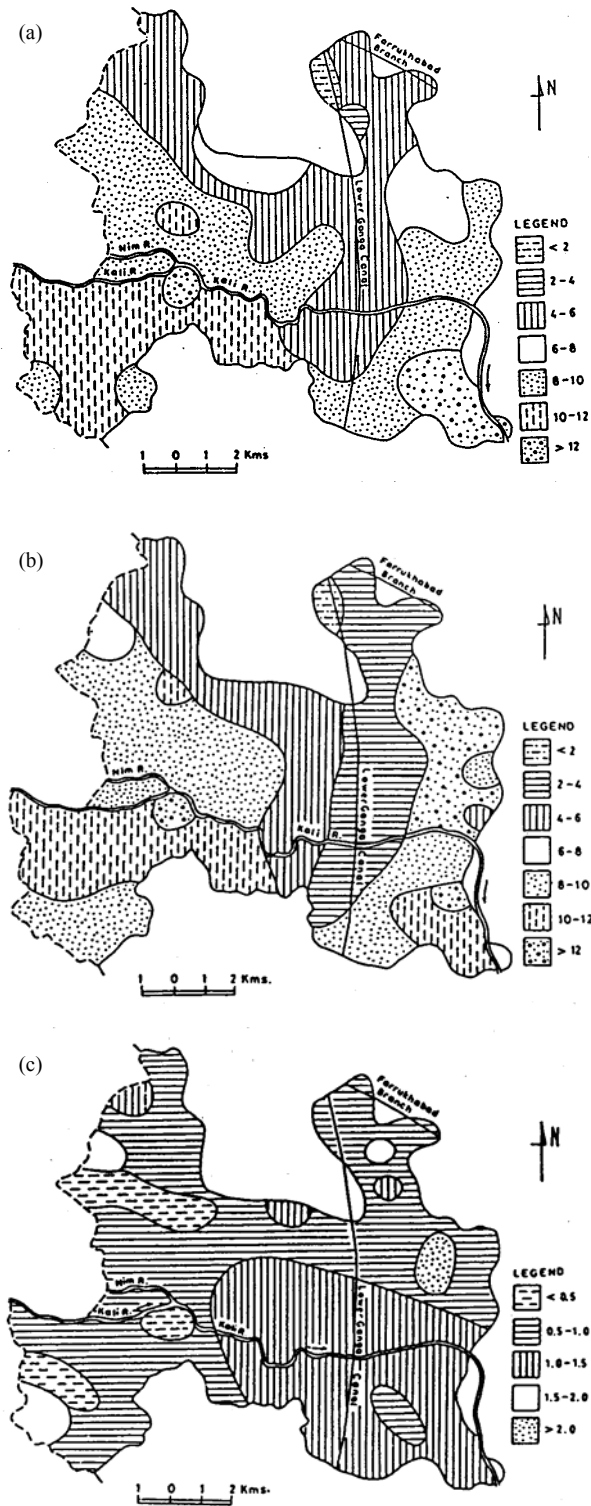 (a)
Farrukhabad
Branch
N
Lower Ganga Canal
Nim R.
Kali R.
Kali R.
LEGEND
< 2
2-4
4-6
6-8
8-10
10-12
> 12
1 0 1 2 Kms
(b)
Farrukhabad
Branch
N
Lower Ganga Canal
Nim R.
Kali R.
LEGEND
< 2
2-4
4-6
6-8
8-10
10-12
> 12
1 0 1 2 Kms.
(c)
Farrukhabad
Branch
N
Lower Ganga Canal
Nim R.
Kali R.
Kali R
LEGEND
< 0.5
0.5-1.0
1.0-1.5
1.5-2.0
> 2.0
1 0 1 2 Kms.